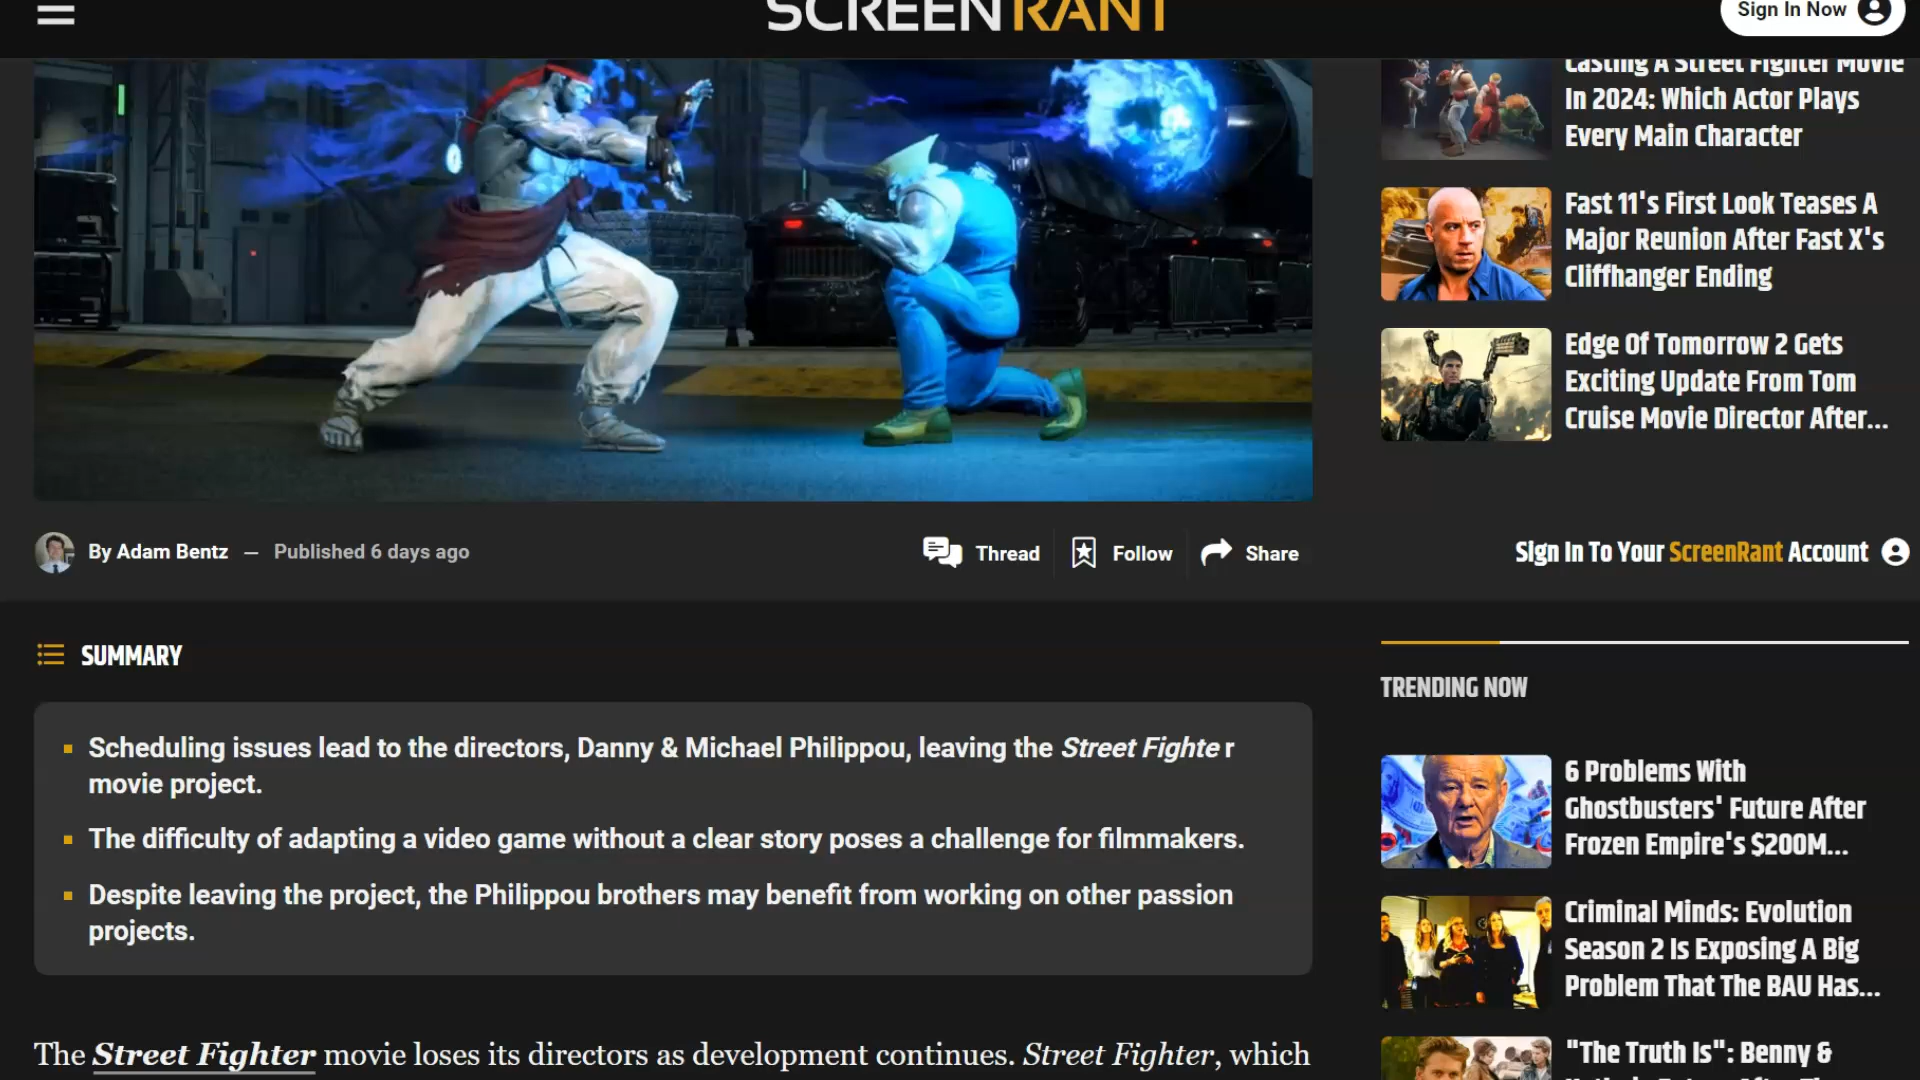 SCREENRANT
Sign In Now
Casting A Street Fighter Movie
In 2024: Which Actor Plays
Every Main Character
Fast 11's First Look Teases A
Major Reunion After Fast X's
Cliffhanger Ending
Edge Of Tomorrow 2 Gets
Exciting Update From Tom
Cruise Movie Director After...
By Adam Bentz — Published 6 days ago
Thread
Follow
Share
Sign In To Your ScreenRant Account
SUMMARY
Scheduling issues lead to the directors, Danny & Michael Philippou, leaving the Street Fighte r
movie project.
The difficulty of adapting a video game without a clear story poses a challenge for filmmakers.
Despite leaving the project, the Philippou brothers may benefit from working on other passion
projects.
The Street Fighter movie loses its directors as development continues. Street Fighter, which
TRENDING NOW
6 Problems With
Ghostbusters' Future After
Frozen Empire's $200M...
Criminal Minds: Evolution
Season 2 Is Exposing A Big
Problem That The BAU Has...
"The Truth Is": Benny &